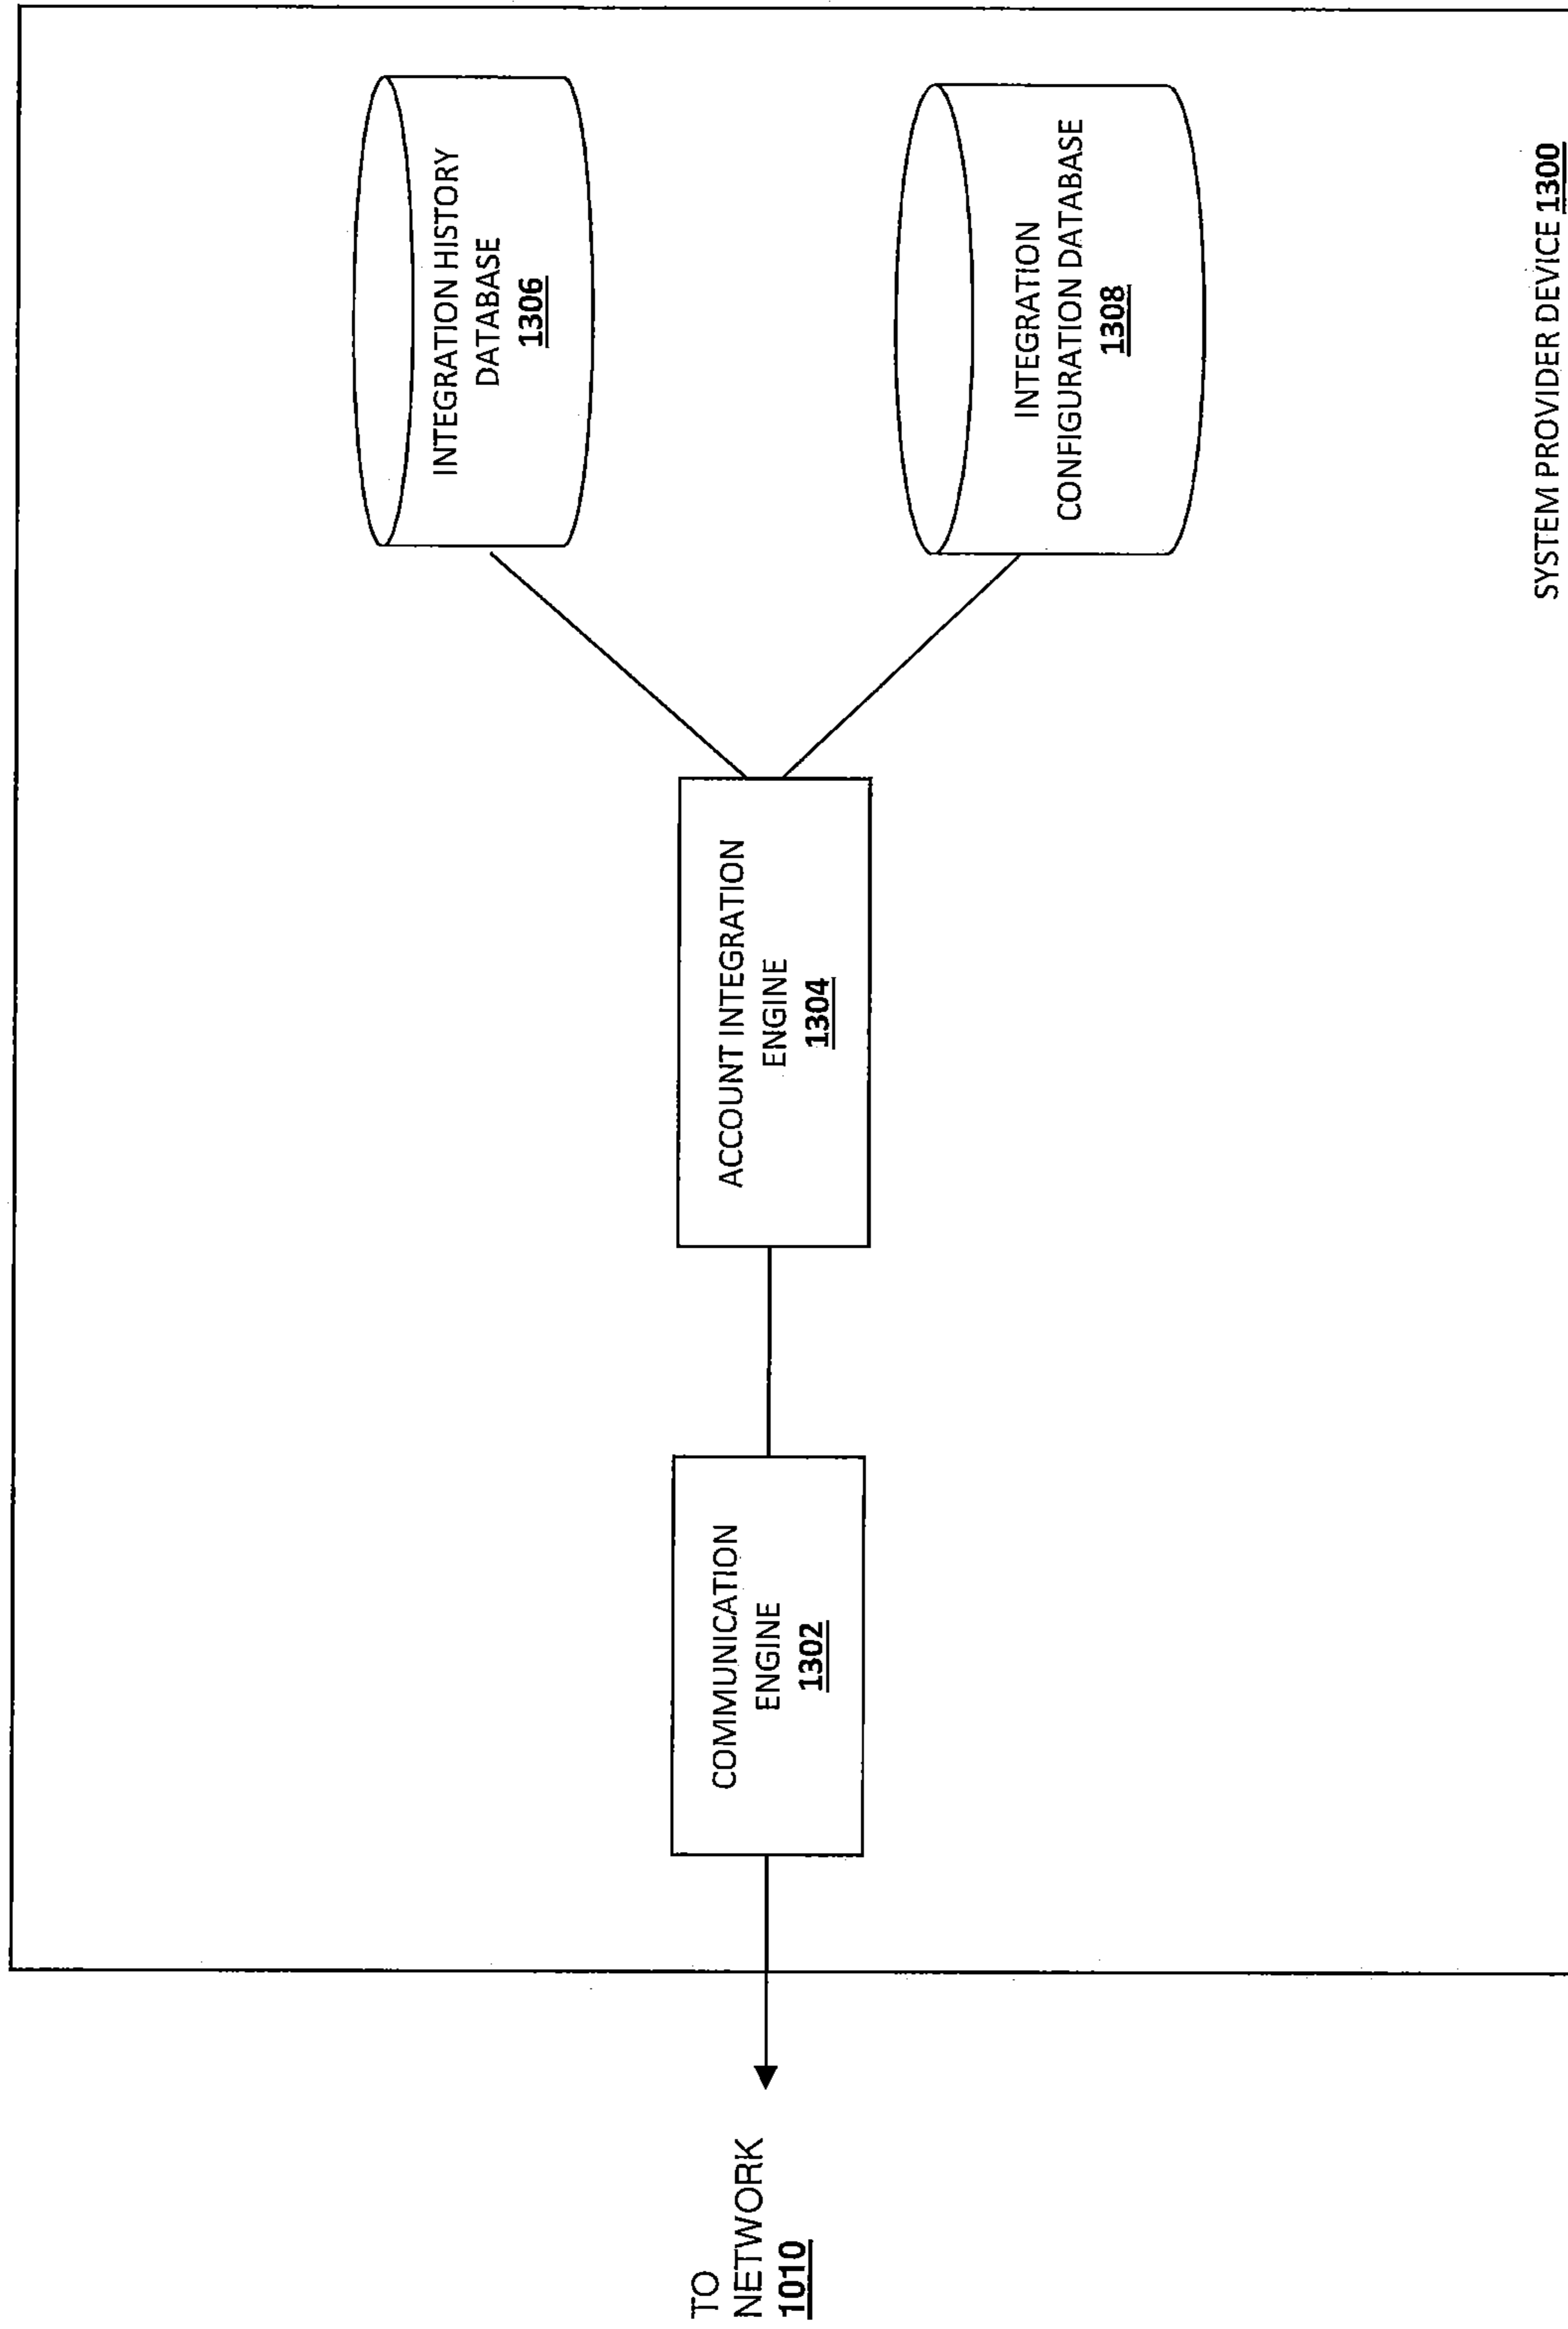 TO
NETWORK
1010
COMMUNICATION
ENGINE
1302
ACCOUNT INTEGRATION
ENGINE
1304
INTEGRATION HISTORY
DATABASE
1306
INTEGRATION
CONFIGURATION DATABASE
1308
SYSTEM PROVIDER DEVICE 1300